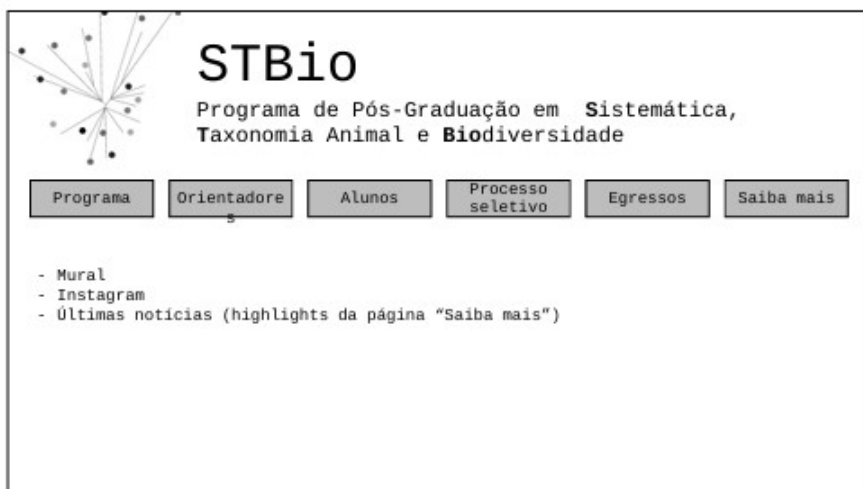 STBio
Programa de Pós-Graduação em Sistemática,
Taxonomia Animal e Biodiversidade
Programa
Orientadore
s
Alunos
Processo
seletivo
Egressos
Saiba mais
- Mural
- Instagram
- Últimas notícias (highlights da página “Saiba mais”)